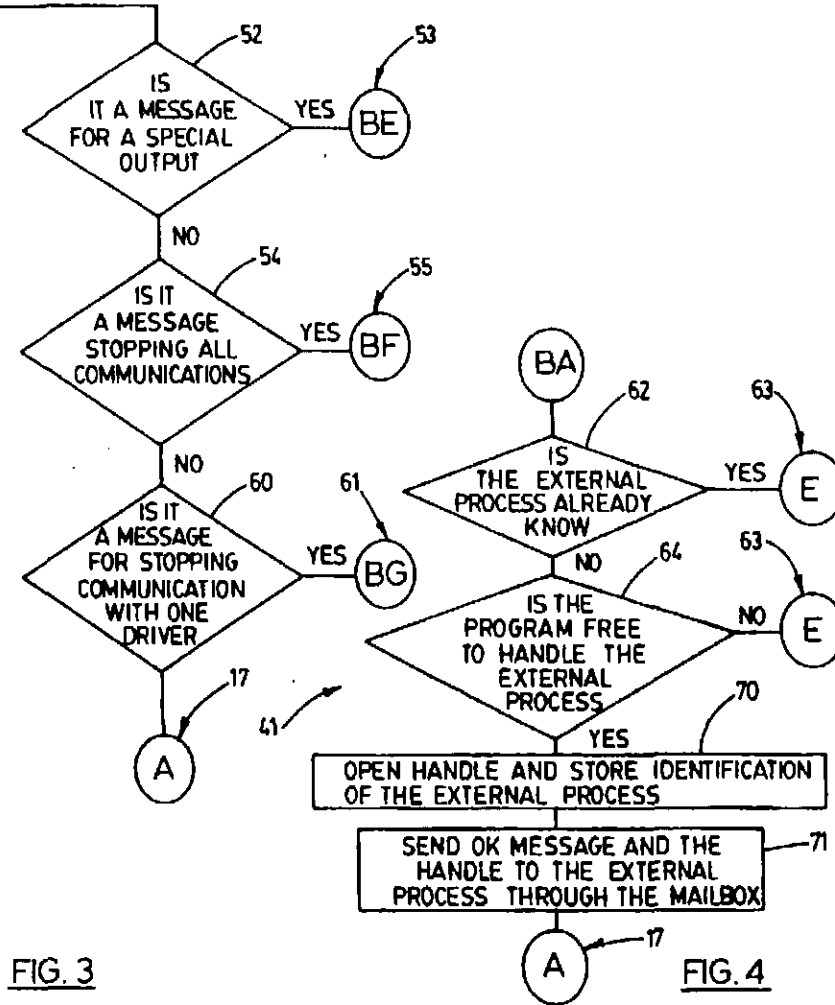 52
IS
IT A MESSAGE
FOR A SPECIAL
OUTPUT
YES
BE
53
NO
54
IS IT
A MESSAGE
STOPPING ALL
COMMUNICATIONS
YES
BF
55
NO
60
IS IT
A MESSAGE
FOR STOPPING
COMMUNICATION
WITH ONE
DRIVER
YES
BG
61
17
A
FIG. 3
BA
62
IS
THE EXTERNAL
PROCESS ALREADY
KNOW
YES
63
E
NO
64
IS THE
PROGRAM FREE
TO HANDLE THE
EXTERNAL
PROCESS
NO
63
E
41
YES
70
OPEN HANDLE AND STORE IDENTIFICATION
OF THE EXTERNAL PROCESS
SEND OK MESSAGE AND THE
HANDLE TO THE EXTERNAL
PROCESS THROUGH THE MAILBOX
71
17
A
FIG. 4